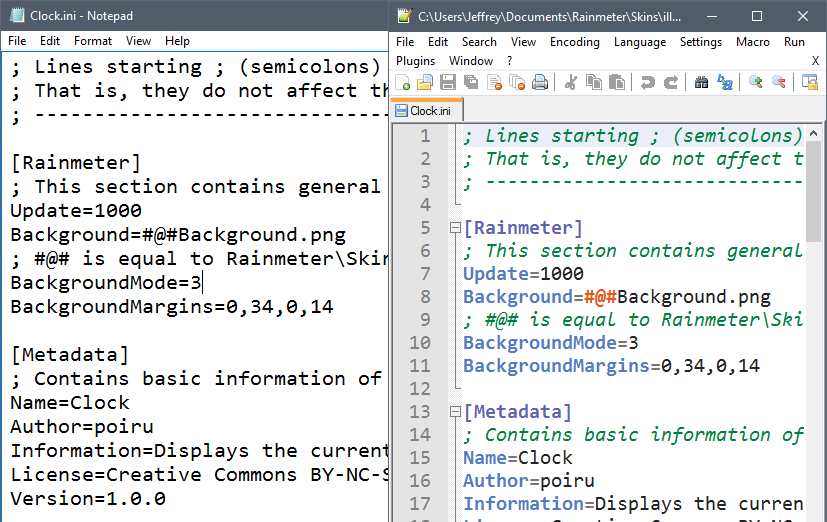 Clock.ini - Notepad
File Edit Format View Help
; Lines starting ; (semicolons)
; That is, they do not affect th
; ------------------------------
[Rainmeter]
; This section contains general
Update=1000
Background=#@#Background.png
; #@# is equal to Rainmeter\Skin
BackgroundMode=3
BackgroundMargins=0,34,0,14
[Metadata]
; Contains basic information of
Name=Clock
Author=poiru
Information=Displays the current
License=Creative Commons BY-NC-S
Version=1.0.0
C:\Users\Jeffrey\Documents\Rainmeter\Skins\ill...
File Edit Search View Encoding Language Settings Macro Run
Plugins Window ?
Clock.ini
1 ; Lines starting ; (semicolons)
2 ; That is, they do not affect t
3 ; -----------------------------
4
5 [Rainmeter]
6 ; This section contains general
7 Update=1000
8 Background=#@#Background.png
9 ; #@# is equal to Rainmeter\Ski
10 BackgroundMode=3
11 BackgroundMargins=0,34,0,14
12
13 [Metadata]
14 ; Contains basic information of
15 Name=Clock
16 Author=poiru
17 Information=Displays the curren